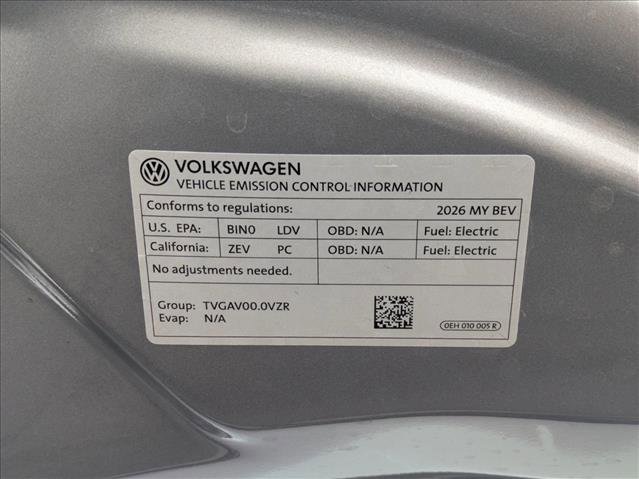 VOLKSWAGEN
VEHICLE EMISSION CONTROL INFORMATION
Conforms to regulations: 2026 MY BEV
U.S. EPA: BIN0 LDV OBD: N/A Fuel: Electric
California: ZEV PC OBD: N/A Fuel: Electric
No adjustments needed.
Group: TVGAV00.0VZR
Evap: N/A
0EH 010 005 R